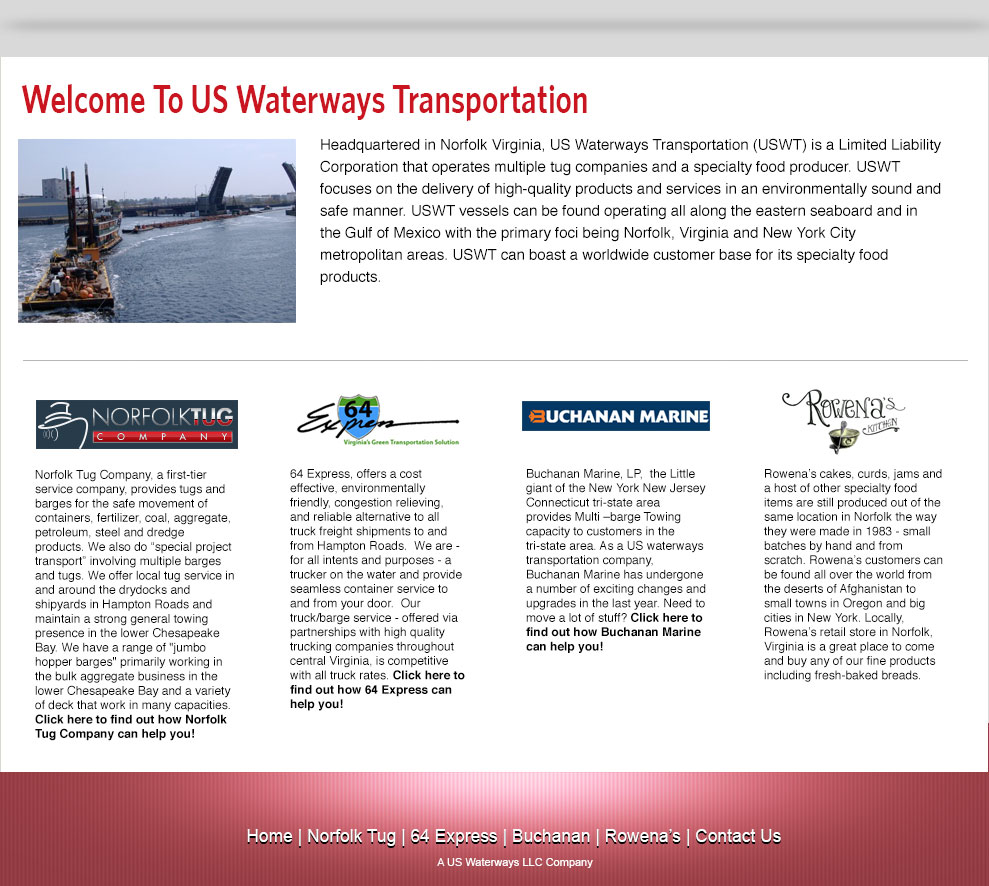 Welcome To US Waterways Transportation
Headquartered in Norfolk Virginia, US Waterways Transportation (USWT) is a Limited Liability
Corporation that operates multiple tug companies and a specialty food producer. USWT
focuses on the delivery of high-quality products and services in an environmentally sound and
safe manner. USWT vessels can be found operating all along the eastern seaboard and in
the Gulf of Mexico with the primary foci being Norfolk, Virginia and New York City
metropolitan areas. USWT can boast a worldwide customer base for its specialty food
products.
NORFOLKTUG
COMPANY
Norfolk Tug Company, a first-tier
service company, provides tugs and
barges for the safe movement of
containers, fertilizer, coal, aggregate,
petroleum, steel and dredge
products. We also do “special project
transport” involving multiple barges
and tugs. We offer local tug service in
and around the drydocks and
shipyards in Hampton Roads and
maintain a strong general towing
presence in the lower Chesapeake
Bay. We have a range of "jumbo
hopper barges" primarily working in
the bulk aggregate business in the
lower Chesapeake Bay and a variety
of deck that work in many capacities.
Click here to find out how Norfolk
Tug Company can help you!
64
Express
Virginia's Green Transportation Solution
64 Express, offers a cost
effective, environmentally
friendly, congestion relieving,
and reliable alternative to all
truck freight shipments to and
from Hampton Roads.  We are -
for all intents and purposes - a
trucker on the water and provide
seamless container service to
and from your door.  Our
truck/barge service - offered via
partnerships with high quality
trucking companies throughout
central Virginia, is competitive
with all truck rates. Click here to
find out how 64 Express can
help you!
BUCHANAN MARINE
Buchanan Marine, LP,  the Little
giant of the New York New Jersey
Connecticut tri-state area
provides Multi –barge Towing
capacity to customers in the
tri-state area. As a US waterways
transportation company,
Buchanan Marine has undergone
a number of exciting changes and
upgrades in the last year. Need to
move a lot of stuff? Click here to
find out how Buchanan Marine
can help you!
Rowena's
KITCHEN
Rowena’s cakes, curds, jams and
a host of other specialty food
items are still produced out of the
same location in Norfolk the way
they were made in 1983 - small
batches by hand and from
scratch. Rowena’s customers can
be found all over the world from
the deserts of Afghanistan to
small towns in Oregon and big
cities in New York. Locally,
Rowena’s retail store in Norfolk,
Virginia is a great place to come
and buy any of our fine products
including fresh-baked breads.
Home | Norfolk Tug | 64 Express | Buchanan | Rowena’s | Contact Us
A US Waterways LLC Company